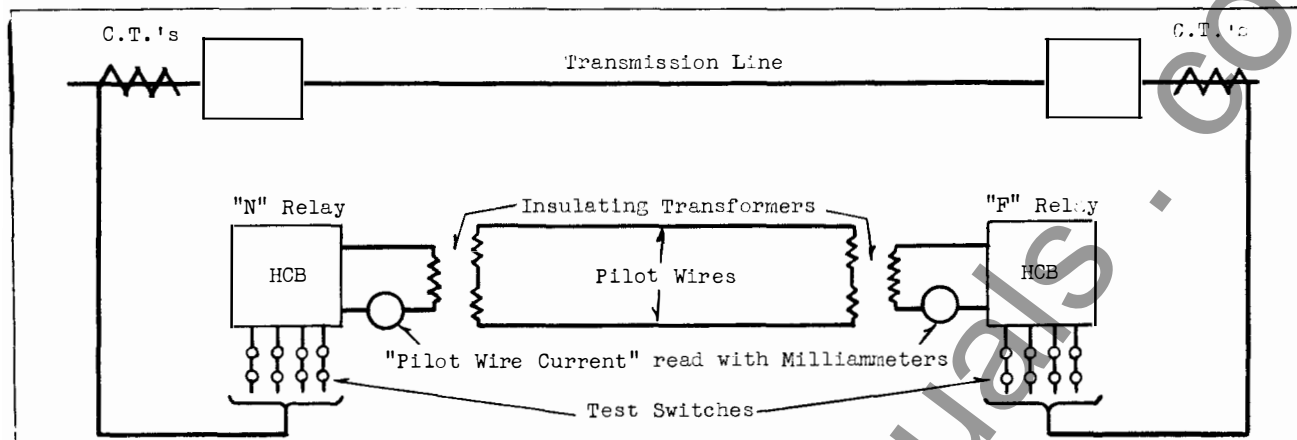 C.T.'s
C.T.'s
Transmission Line
"N" Relay
Insulating Transformers
"F" Relay
HCB
Pilot Wires
HCB
"Pilot Wire Current" read with Milliammeters
Test Switches